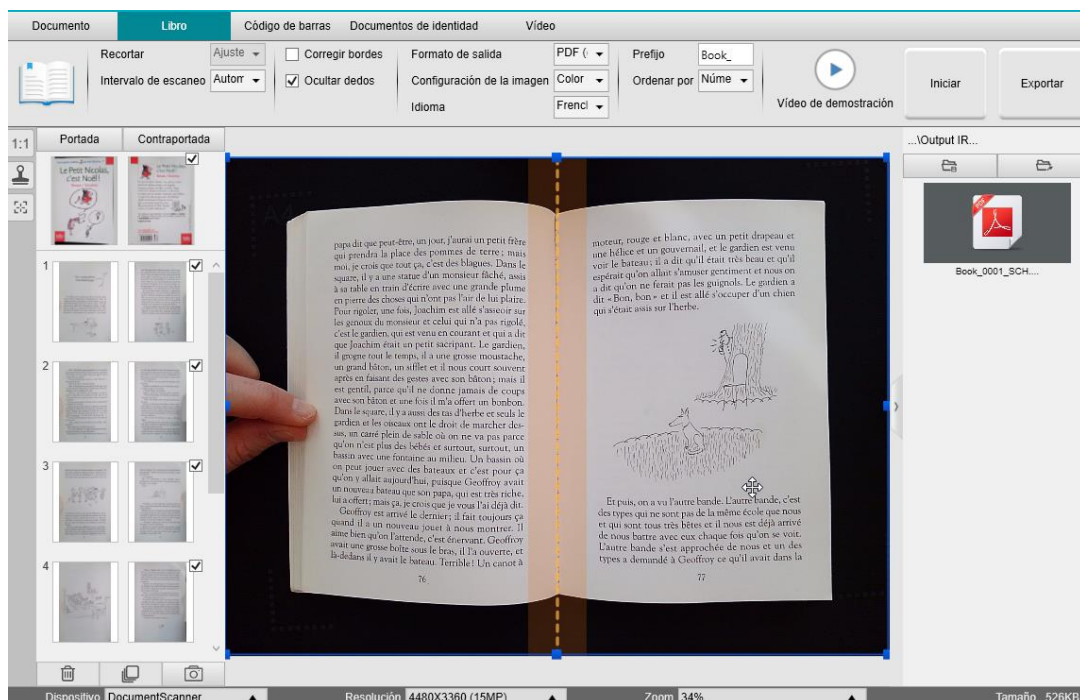 Documento Libro Código de barras Documentos de identidad Vídeo
Recortar Ajuste
Intervalo de escaneo Autom
Corregir bordes
Ocultar dedos
Formato de salida PDF (
Configuración de la imagen Color
Idioma Frencl
Prefijo Book_
Ordenar por Núme
Vídeo de demostración
Iniciar
Exportar
1:1
Portada Contraportada
Le Petit Nicolas,
c'est Noël!
1
2
3
4
papa dit que peut-être, un jour, j'aurai un petit frère
qui prendra la place des pommes de terre; mais
moi, je crois que tout ça, c'est des blagues. Dans le
square, il y a une statue d'un monsieur fâché, assis
à sa table en train d'écrire avec une grande plume
en pierre des choses qui n'ont pas l'air de lui plaire.
Pour rigoler, une fois, Joachim est allé s'asseoir sur
les genoux du monsieur et celui qui n'a pas rigolé,
c'est le gardien, qui est venu en courant et qui a dit
que Joachim était un petit sacripant. Le gardien,
il grogne tout le temps, il a une grosse moustache,
un grand bâton, un sifflet et il nous court souvent
après en faisant des gestes avec son bâton; mais il
est gentil, parce qu'il ne donne jamais de coups
avec son bâton et une fois il m'a offert un bonbon.
Dans le square, il y a aussi des tas d'herbe et seuls le
gardien et les oiseaux ont le droit de marcher des-
sus, un carré plein de sable où on ne va pas parce
qu'on n'est plus des bébés et surtout, surtout, un
bassin avec une fontaine au milieu. Un bassin où
on peut jouer avec des bateaux et c'est pour ça
qu'on y allait aujourd'hui, puisque Geoffroy avait
un nouveau bateau que son papa, qui est très riche,
lui a offert; mais ça, je crois que je vous l'ai déjà dit.
Geoffroy est arrivé le dernier; il fait toujours ça
quand il a un nouveau jouet à nous montrer. Il
aime bien qu'on l'attende, c'est énervant. Geoffroy
avait une grosse boîte sous le bras, il l'a ouverte, et
là-dedans il y avait le bateau. Terrible! Un canot à
76
moteur, rouge et blanc, avec un petit drapeau et
une hélice et un gouvernail, et le gardien est venu
voir le bateau; il a dit qu'il était très beau et qu'il
espérait qu'on allait s'amuser gentiment et nous on
a dit qu'on ne ferait pas les guignols. Le gardien a
dit «Bon, bon» et il est allé s'occuper d'un chien
qui s'était assis sur l'herbe.
Et puis, on a vu l'autre bande. L'autre bande, c'est
des types qui ne sont pas de la même école que nous
et qui sont tous très bêtes et il nous est déjà arrivé
de nous battre avec eux chaque fois qu'on se voit.
L'autre bande s'est approchée de nous et un des
types a demandé à Geoffroy ce qu'il avait dans la
77
...\Output IR...
PDF
Book_0001_SCH....
Dispositivo DocumentScanner Resolución 4480X3360 (15MP) Zoom 34% Tamaño 526KB